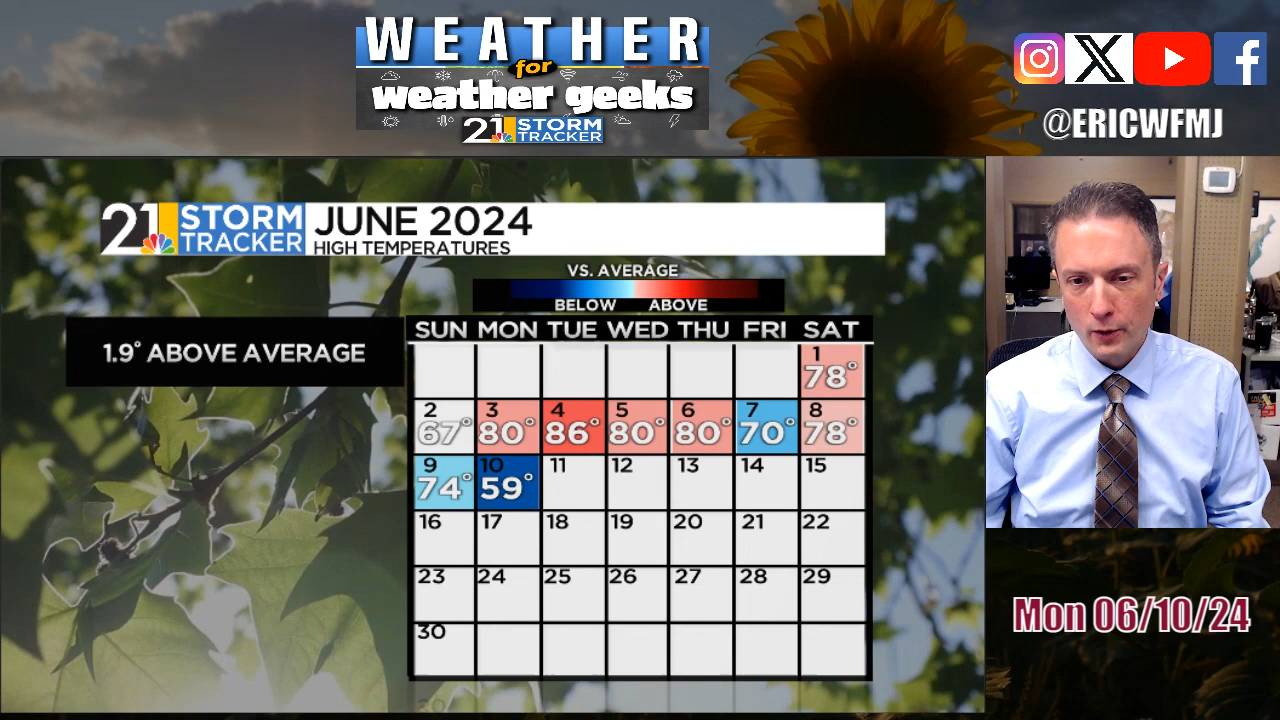 WEATHER
for
weather geeks
21 STORM
TRACKER
@ERICWFMJ
21 STORM
TRACKER
JUNE 2024
HIGH TEMPERATURES
VS. AVERAGE
BELOW ABOVE
1.9° ABOVE AVERAGE
SUN MON TUE WED THU FRI SAT
1
78°
2 3 4 5 6 7 8
67° 80° 86° 80° 80° 70° 78°
9 10 11 12 13 14 15
74° 59°
16 17 18 19 20 21 22
23 24 25 26 27 28 29
30
Mon 06/10/24